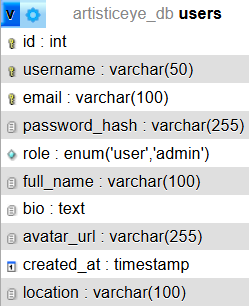 v artisticeye_db users
id : int
username : varchar(50)
email : varchar(100)
password_hash : varchar(255)
role : enum('user','admin')
full_name : varchar(100)
bio : text
avatar_url : varchar(255)
created_at : timestamp
location : varchar(100)